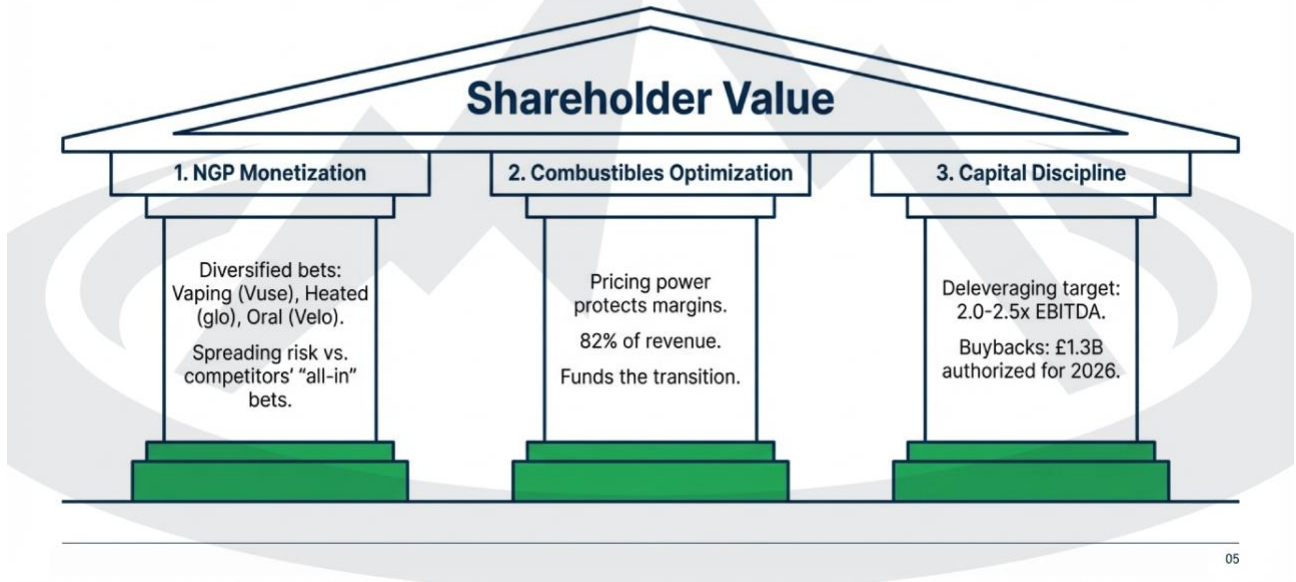 Shareholder Value
1. NGP Monetization
Diversified bets:
Vaping (Vuse), Heated
(glo), Oral (Velo).
Spreading risk vs.
competitors’ “all-in”
bets.
2. Combustibles Optimization
Pricing power
protects margins.
82% of revenue.
Funds the transition.
3. Capital Discipline
Deleveraging target:
2.0-2.5x EBITDA.
Buybacks: £1.3B
authorized for 2026.
05